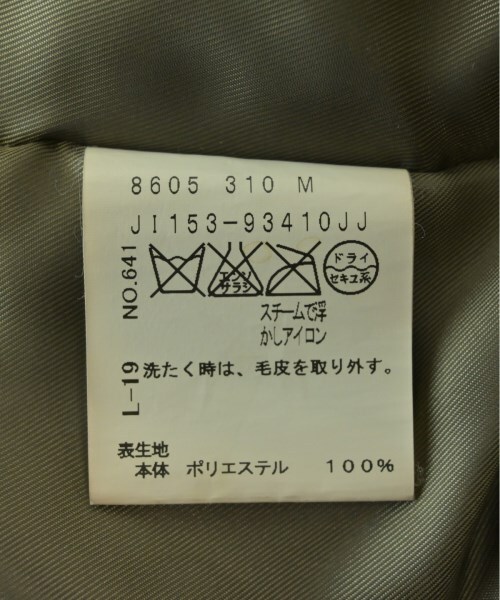 8605 310 M
JI153-93410JJ
NO.641
エンソ
サラシ
ドライ
セキユ系
スチームで浮
かしアイロン
L-19
洗たく時は、毛皮を取り外す。
表生地
本体 ポリエステル 100%